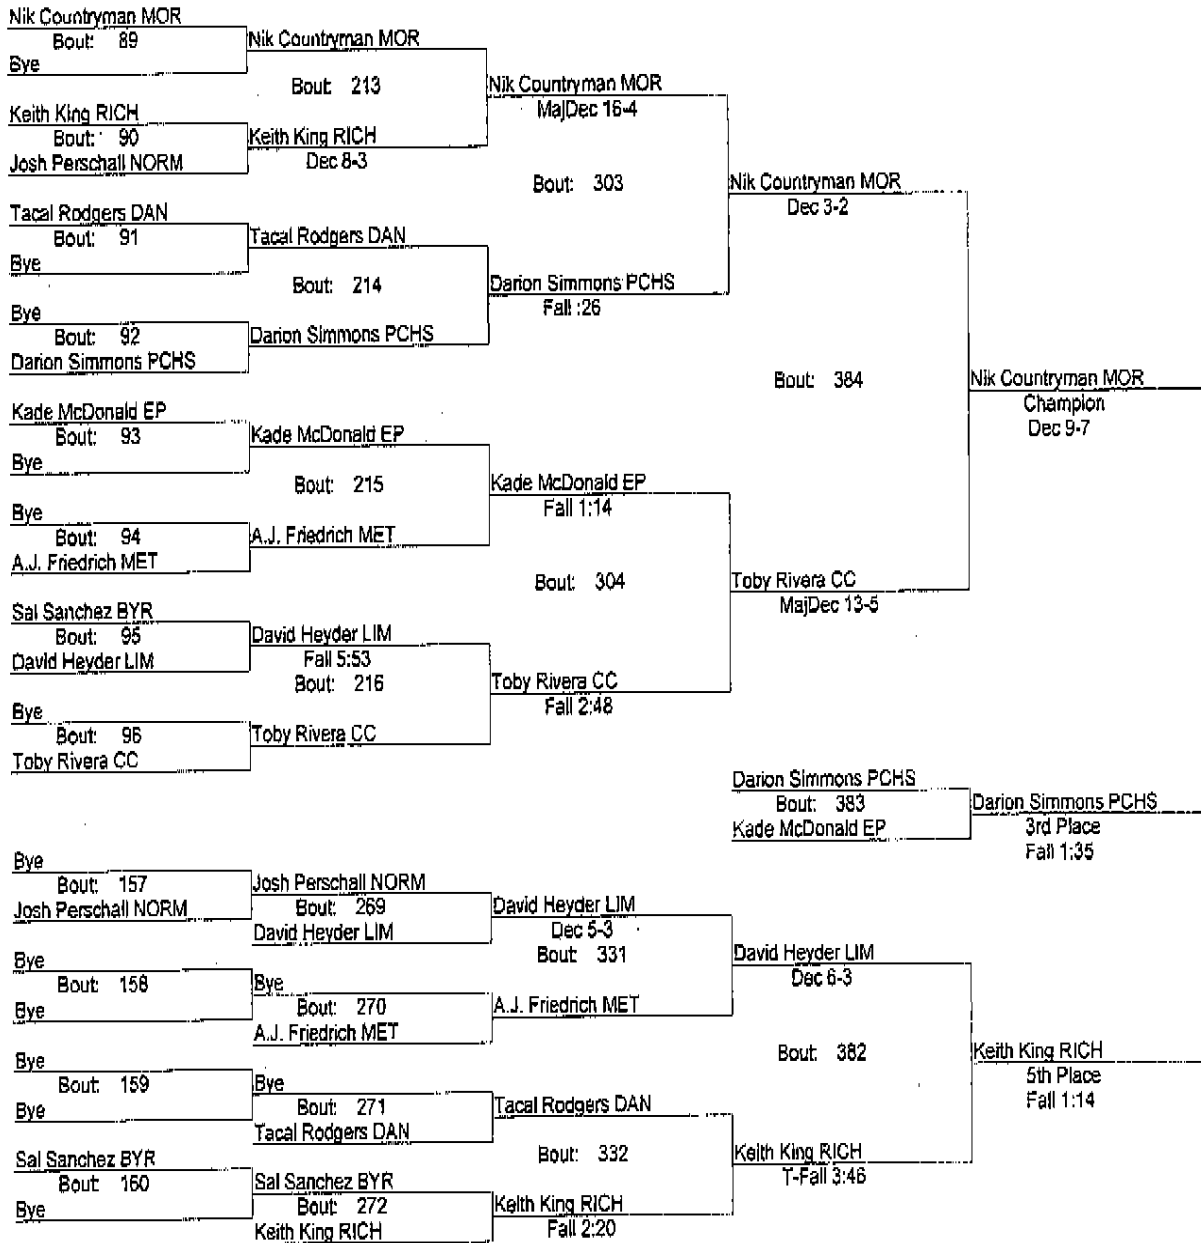 Nik Countryman MOR
Bout: 89
Bye
Nik Countryman MOR
Bout: 213
Keith King RICH
Bout: 90
Josh Perschall NORM
Keith King RICH
Dec 8-3
Nik Countryman MOR
MajDec 16-4
Bout: 303
Tacal Rodgers DAN
Bout: 91
Bye
Tacal Rodgers DAN
Bout: 214
Bye
Bout: 92
Darion Simmons PCHS
Darion Simmons PCHS
Darion Simmons PCHS
Fall :26
Nik Countryman MOR
Dec 3-2
Bout: 384
Kade McDonald EP
Bout: 93
Bye
Kade McDonald EP
Bout: 215
Bye
Bout: 94
A.J. Friedrich MET
A.J. Friedrich MET
Kade McDonald EP
Fall 1:14
Bout: 304
Sal Sanchez BYR
Bout: 95
David Heyder LIM
David Heyder LIM
Fall 5:53
Bout: 216
Bye
Bout: 96
Toby Rivera CC
Toby Rivera CC
Toby Rivera CC
Fall 2:48
Toby Rivera CC
MajDec 13-5
Nik Countryman MOR
Champion
Dec 9-7
Darion Simmons PCHS
Bout: 383
Kade McDonald EP
Darion Simmons PCHS
3rd Place
Fall 1:35
Bye
Bout: 157
Josh Perschall NORM
Josh Perschall NORM
Bout: 269
David Heyder LIM
David Heyder LIM
Dec 5-3
Bout: 331
Bye
Bout: 158
Bye
Bye
Bout: 270
A.J. Friedrich MET
A.J. Friedrich MET
David Heyder LIM
Dec 6-3
Bout: 382
Bye
Bout: 159
Bye
Bye
Bout: 271
Tacal Rodgers DAN
Tacal Rodgers DAN
Bout: 332
Sal Sanchez BYR
Bout: 160
Bye
Sal Sanchez BYR
Bout: 272
Keith King RICH
Keith King RICH
Fall 2:20
Keith King RICH
T-Fall 3:46
Keith King RICH
5th Place
Fall 1:14